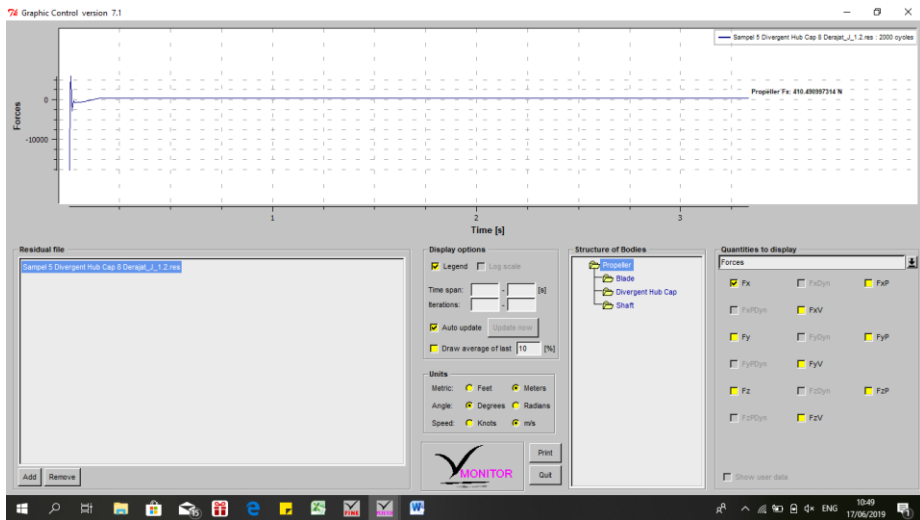 Graphic Control version 7.1
Sampel 5 Divergent Hub Cap 8 Derajat_J_1.2.res : 2000 cycles
Propeller Fx: 410.490997314 N
Forces
0
-10000
1 2 3
Time [s]
Residual file
Sampel 5 Divergent Hub Cap 8 Derajat_J_1.2.res
Add Remove
Display options
Legend Log scale
Time span: - [s]
Iterations: -
Auto update Update now
Draw average of last 10 [%]
Units
Metric: Feet Meters
Angle: Degrees Radians
Speed: Knots m/s
MONITOR
Print
Quit
Structure of Bodies
Propeller
Blade
Divergent Hub Cap
Shaft
Quantities to display
Forces
Fx FxDyn FxP
FxPDyn FxV
Fy FyDyn FyP
FyPDyn FyV
Fz FzDyn FzP
FzPDyn FzV
Show user data
ENG
10:49
17/06/2019